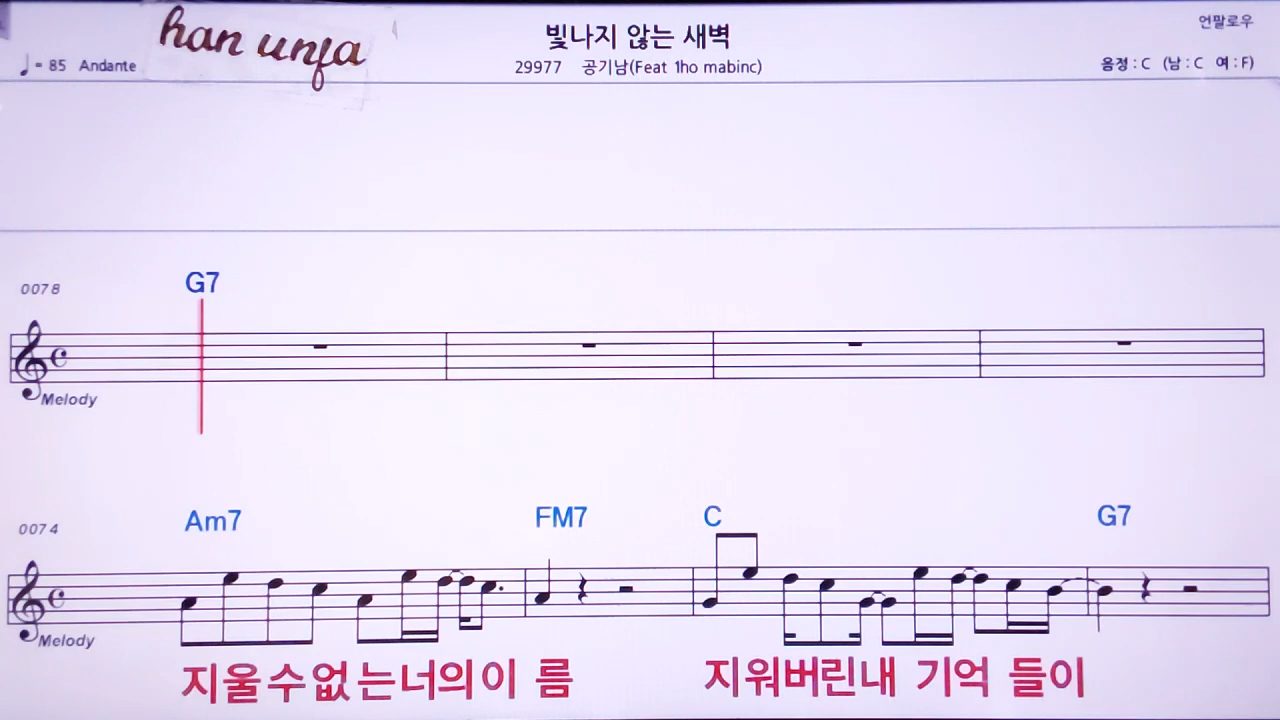 han unfa
빛나지 않는 새벽
언팔로우
♩= 85 Andante
29977 공기남(Feat 1ho mabinc)
음정 : C (남 : C 여 : F)
0078
G7
Melody
0074
Am7 FM7 C G7
Melody
지울수없는너의이 름 지워버린내 기억 들이